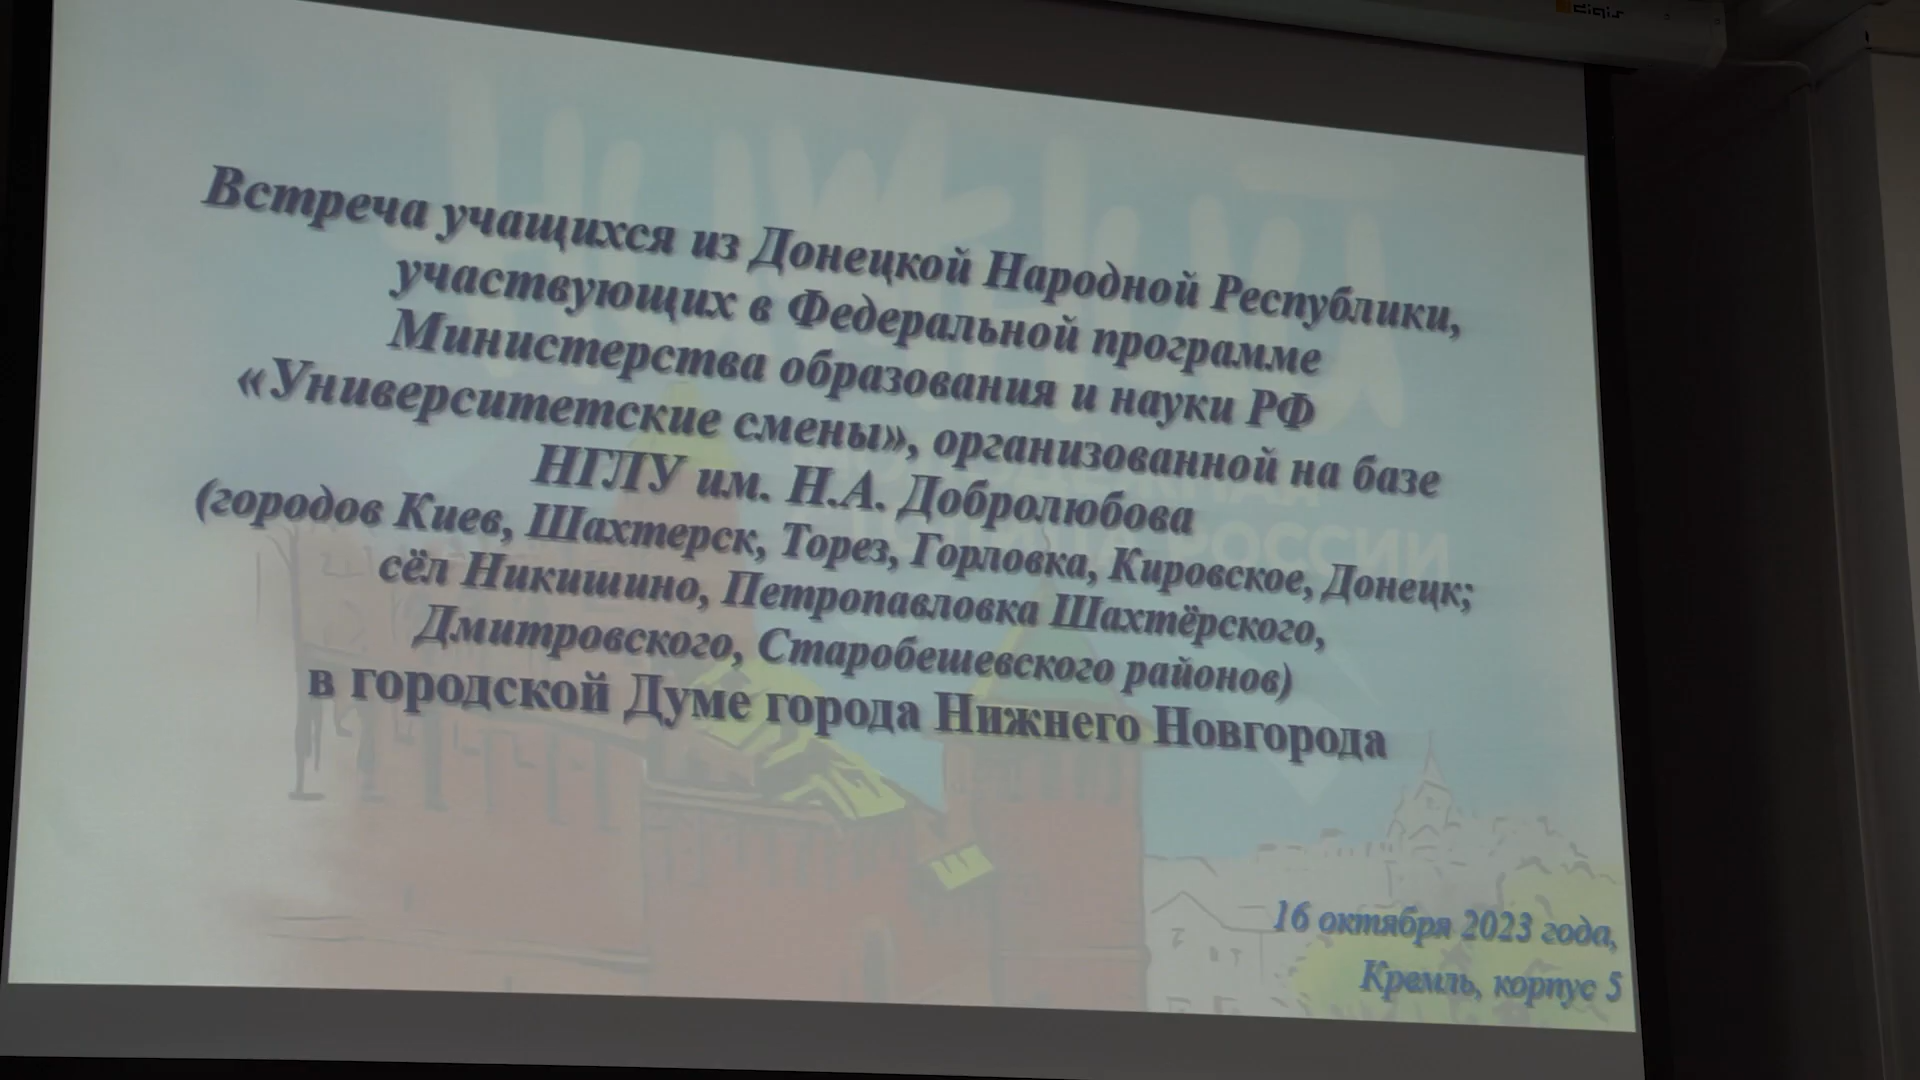 digis
Встреча учащихся из Донецкой Народной Республики,
участвующих в Федеральной программе
Министерства образования и науки РФ
«Университетские смены», организованной на базе
НГЛУ им. Н.А. Добролюбова
(городов Киев, Шахтерск, Торез, Горловка, Кировское, Донецк;
сёл Никишино, Петропавловка Шахтёрского,
Дмитровского, Старобешевского районов)
в городской Думе города Нижнего Новгорода
16 октября 2023 года,
Кремль, корпус 5